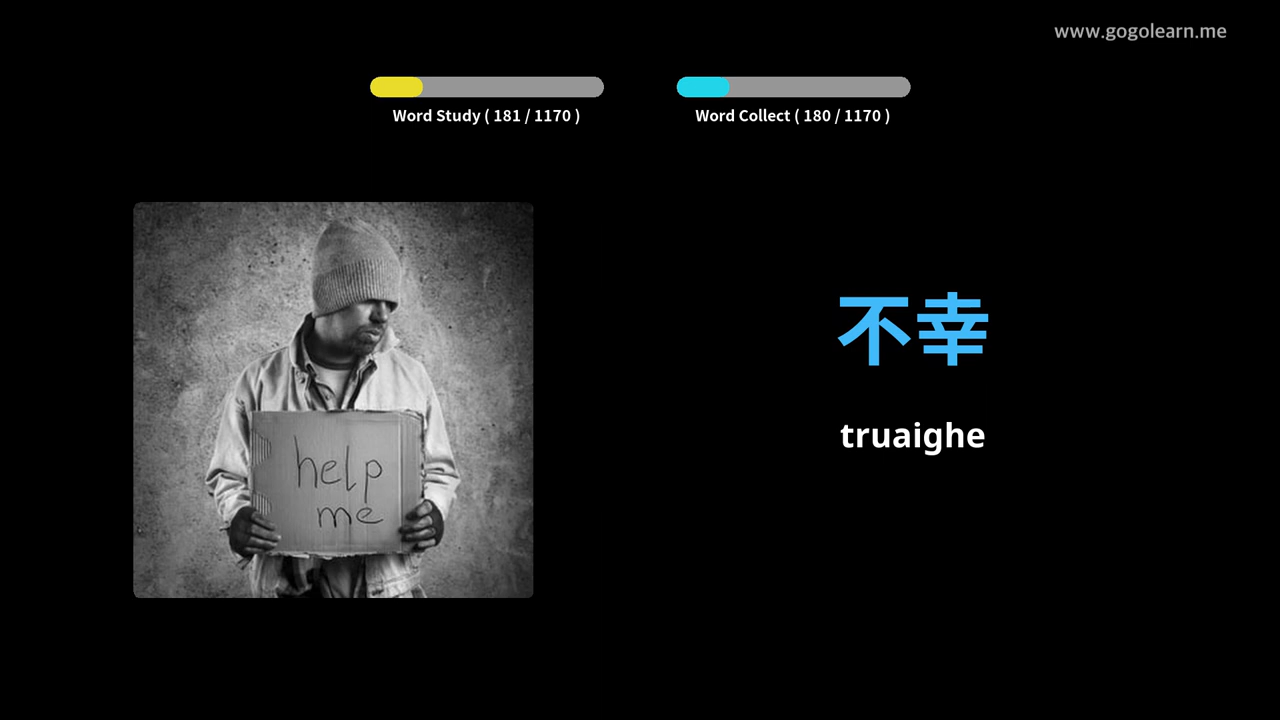 www.gogolearn.me
Word Study ( 181 / 1170 )
Word Collect ( 180 / 1170 )
help
me
不幸
truaighe